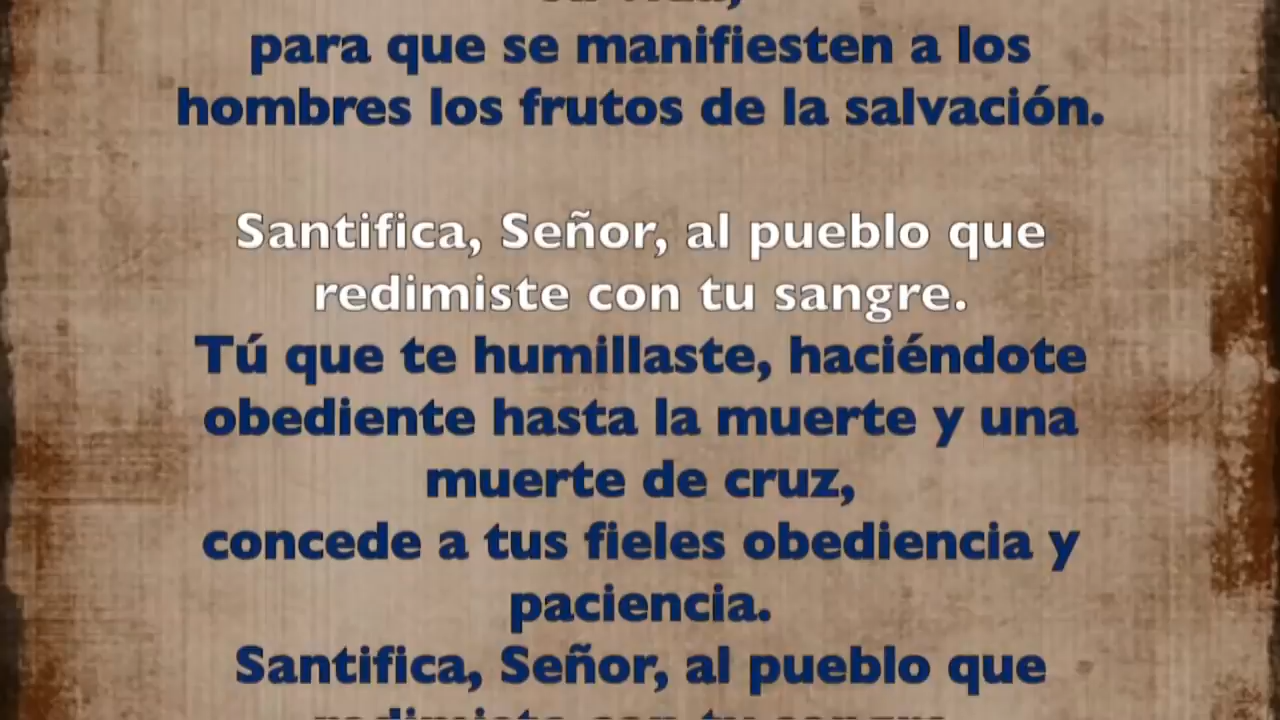 para que se manifiesten a los
hombres los frutos de la salvación.
Santifica, Señor, al pueblo que
redimiste con tu sangre.
Tú que te humillaste, haciéndote
obediente hasta la muerte y una
muerte de cruz,
concede a tus fieles obediencia y
paciencia.
Santifica, Señor, al pueblo que